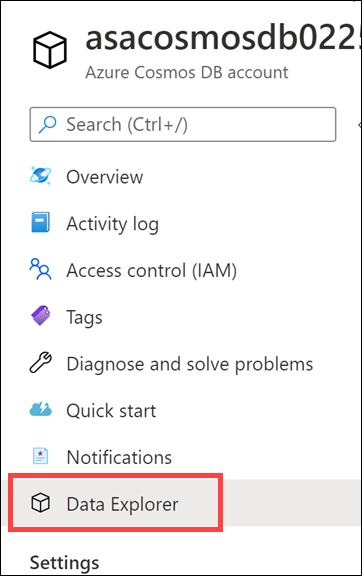 asacosmosdb0225
Azure Cosmos DB account
Search (Ctrl+/)
Overview
Activity log
Access control (IAM)
Tags
Diagnose and solve problems
Quick start
Notifications
Data Explorer
Settings